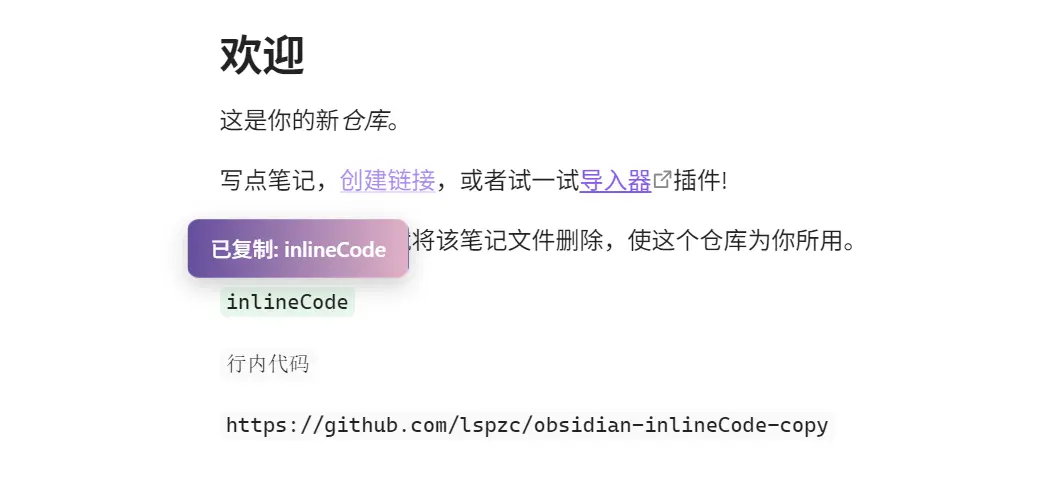 欢迎
这是你的新仓库。
写点笔记，创建链接，或者试一试导入器插件!
已复制: inlineCode
将该笔记文件删除，使这个仓库为你所用。
inlineCode
行内代码
https://github.com/lspzc/obsidian-inlineCode-copy